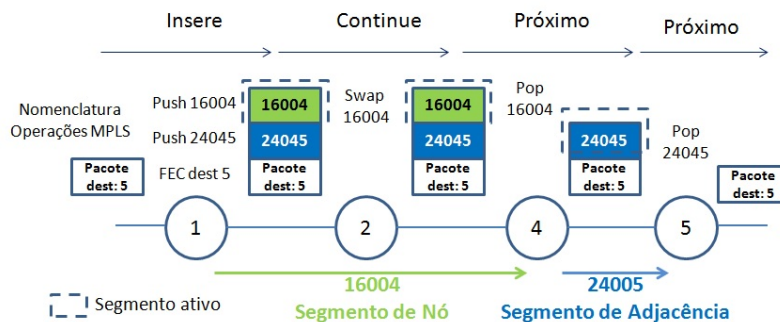 Insere
Continue
Próximo
Próximo
Nomenclatura
Operações MPLS
Push 16004
Push 24045
FEC dest 5
Pacote
dest: 5
16004
24045
Pacote
dest: 5
Swap
16004
16004
24045
Pacote
dest: 5
Pop
16004
24045
Pacote
dest: 5
Pop
24045
Pacote
dest: 5
1
2
4
5
16004
Segmento de Nó
24005
Segmento de Adjacência
Segmento ativo